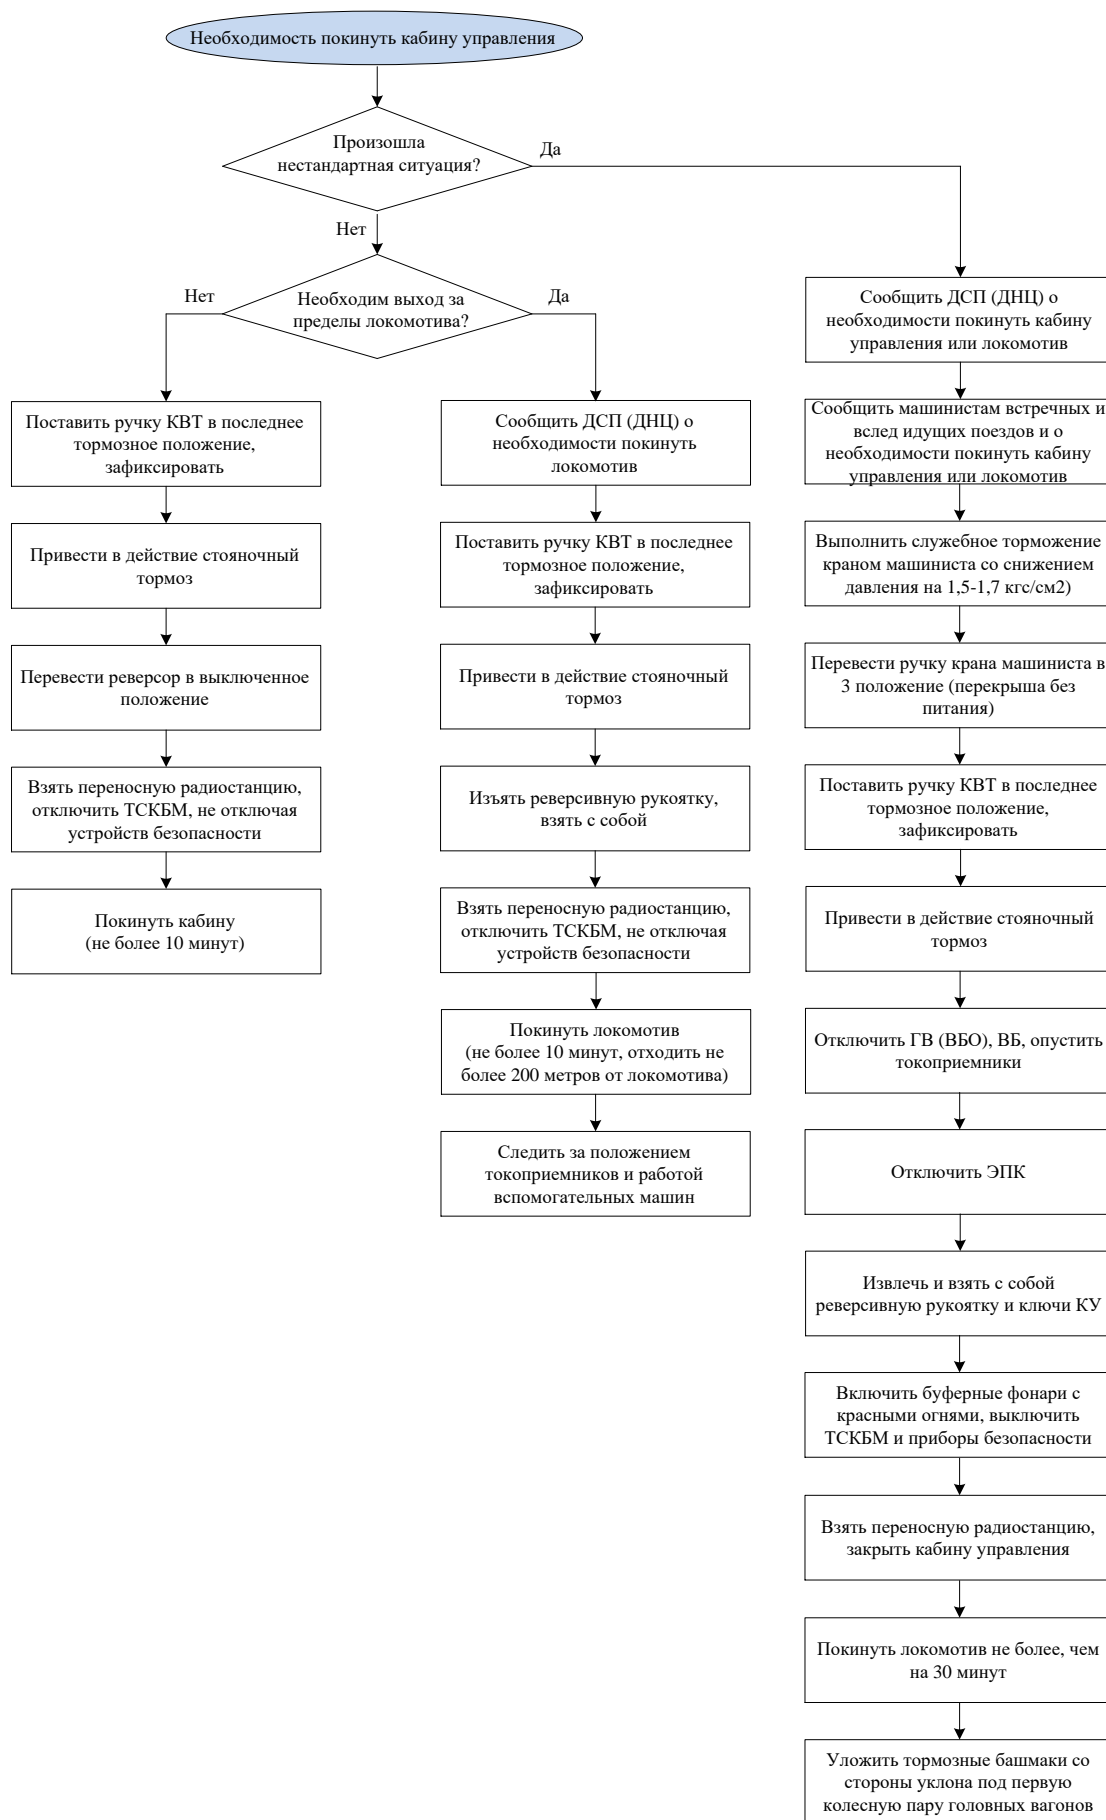 Необходимость покинуть кабину управления
Произошла
нестандартная ситуация?
Да
Нет
Необходим выход за
пределы локомотива?
Нет
Да
Поставить ручку КВТ в последнее
тормозное положение,
зафиксировать
Привести в действие стояночный
тормоз
Перевести реверсор в выключенное
положение
Взять переносную радиостанцию,
отключить ТСКБМ, не отключая
устройств безопасности
Покинуть кабину
(не более 10 минут)
Сообщить ДСП (ДНЦ) о
необходимости покинуть
локомотив
Поставить ручку КВТ в последнее
тормозное положение,
зафиксировать
Привести в действие стояночный
тормоз
Изъять реверсивную рукоятку,
взять с собой
Взять переносную радиостанцию,
отключить ТСКБМ, не отключая
устройств безопасности
Покинуть локомотив
(не более 10 минут, отходить не
более 200 метров от локомотива)
Следить за положением
токоприемников и работой
вспомогательных машин
Сообщить ДСП (ДНЦ) о
необходимости покинуть кабину
управления или локомотив
Сообщить машинистам встречных и
вслед идущих поездов и о
необходимости покинуть кабину
управления или локомотив
Выполнить служебное торможение
краном машиниста со снижением
давления на 1,5-1,7 кгс/см2)
Перевести ручку крана машиниста в
3 положение (перекрыша без
питания)
Поставить ручку КВТ в последнее
тормозное положение,
зафиксировать
Привести в действие стояночный
тормоз
Отключить ГВ (ВБО), ВБ, опустить
токоприемники
Отключить ЭПК
Извлечь и взять с собой
реверсивную рукоятку и ключи КУ
Включить буферные фонари с
красными огнями, выключить
ТСКБМ и приборы безопасности
Взять переносную радиостанцию,
закрыть кабину управления
Покинуть локомотив не более, чем
на 30 минут
Уложить тормозные башмаки со
стороны уклона под первую
колесную пару головных вагонов